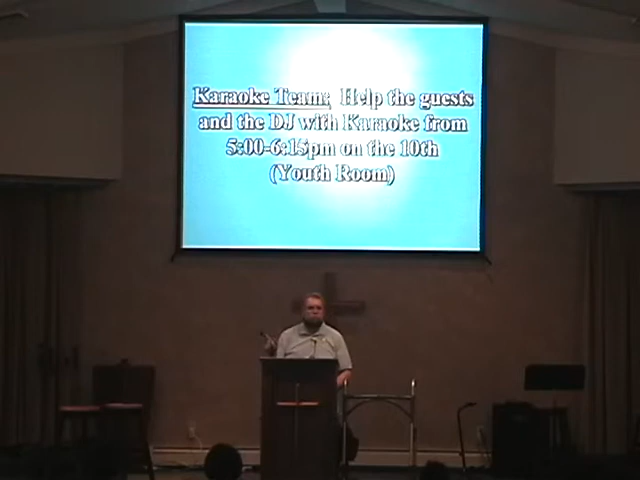 Karaoke Team: Help the guests
and the DJ with Karaoke from
5:00-6:15pm on the 10th
(Youth Room)